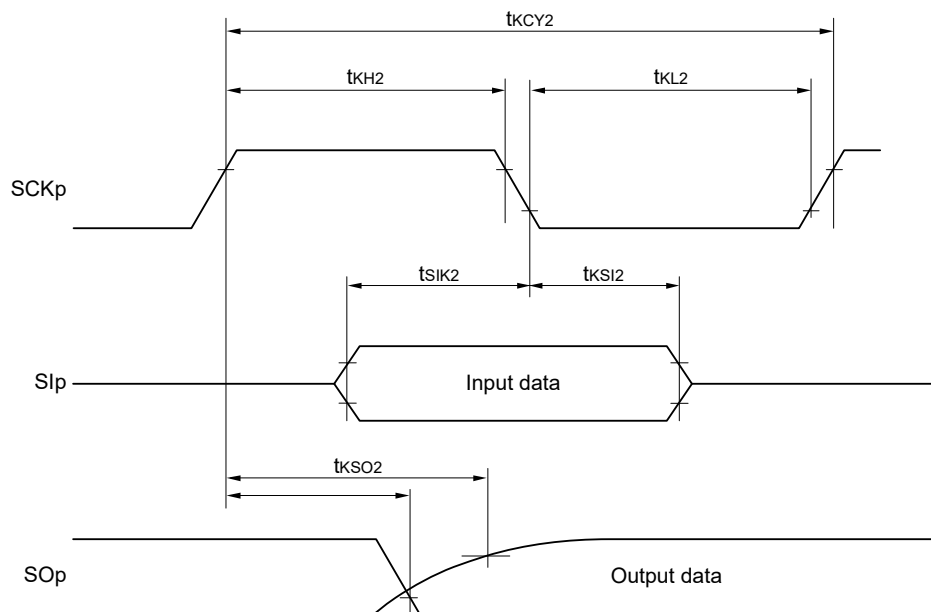 tKCY2
tKH2
tKL2
SCKp
tSIK2
tKSI2
SIp
Input data
tKSO2
SOp
Output data